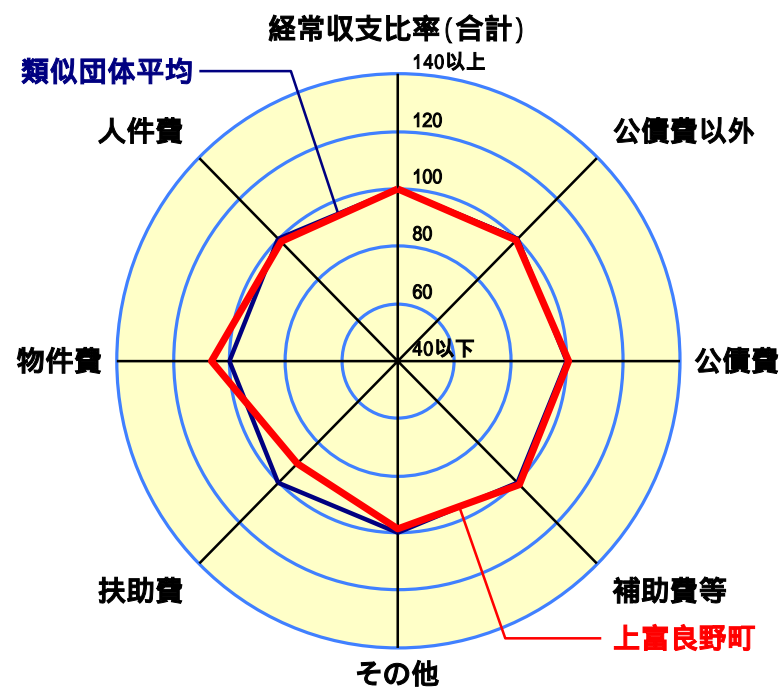 経常収支比率(合計)
類似団体平均
140以上
人件費
120
公債費以外
100
80
60
40以下
物件費
公債費
扶助費
補助費等
上富良野町
その他